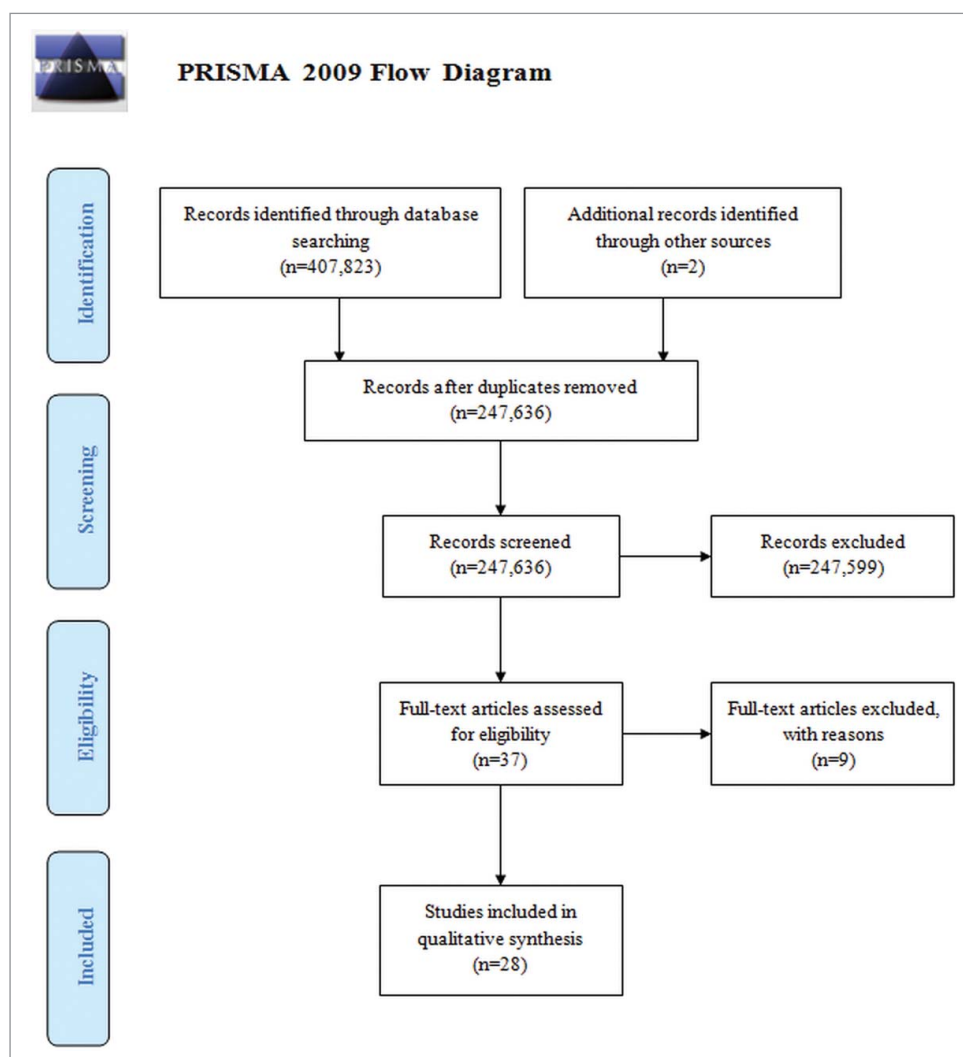 PRISMA
PRISMA 2009 Flow Diagram
Identification
Records identified through database
searching
(n=407,823)
Additional records identified
through other sources
(n=2)
Records after duplicates removed
(n=247,636)
Screening
Records screened
(n=247,636)
Records excluded
(n=247,599)
Eligibility
Full-text articles assessed
for eligibility
(n=37)
Full-text articles excluded,
with reasons
(n=9)
Included
Studies included in
qualitative synthesis
(n=28)